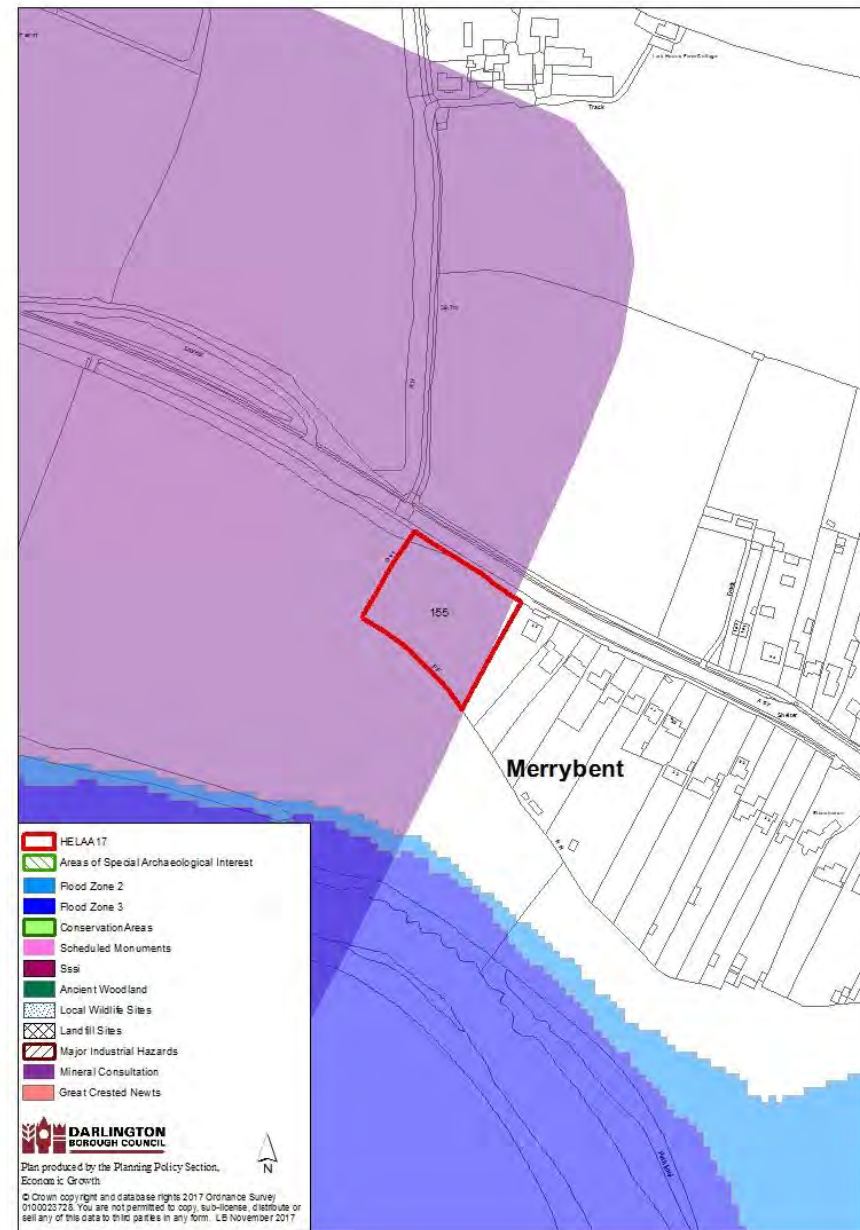 Track
155
Merrybent
Shelter
HELAA17
Areas of Special Archaeological Interest
Flood Zone 2
Flood Zone 3
Conservation Areas
Scheduled Monuments
Sssi
Ancient Woodland
Local Wildlife Sites
Landfill Sites
Major Industrial Hazards
Mineral Consultation
Great Crested Newts
DARLINGTON
BOROUGH COUNCIL
N
Plan produced by the Planning Policy Section,
Economic Growth
© Crown copyright and database rights 2017 Ordnance Survey
0100023728. You are not permitted to copy, sub-license, distribute or
sell any of this data to third parties in any form. LB November 2017